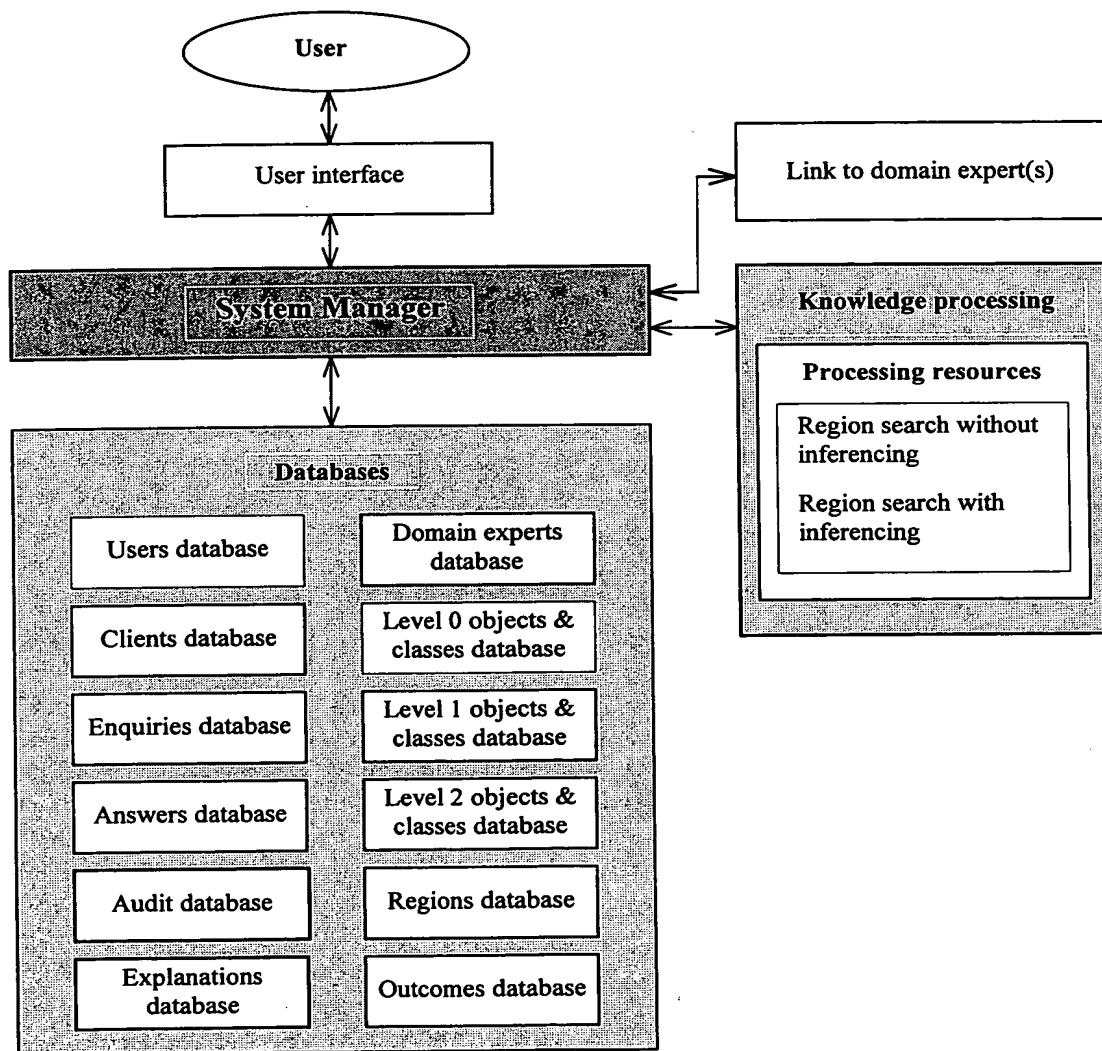 User
User interface
Link to domain expert(s)
System Manager
Knowledge processing
Processing resources
Region search without
inferencing
Region search with
inferencing
Databases
Users database
Domain experts
database
Clients database
Level 0 objects &
classes database
Enquiries database
Level 1 objects &
classes database
Answers database
Level 2 objects &
classes database
Audit database
Regions database
Explanations
database
Outcomes database